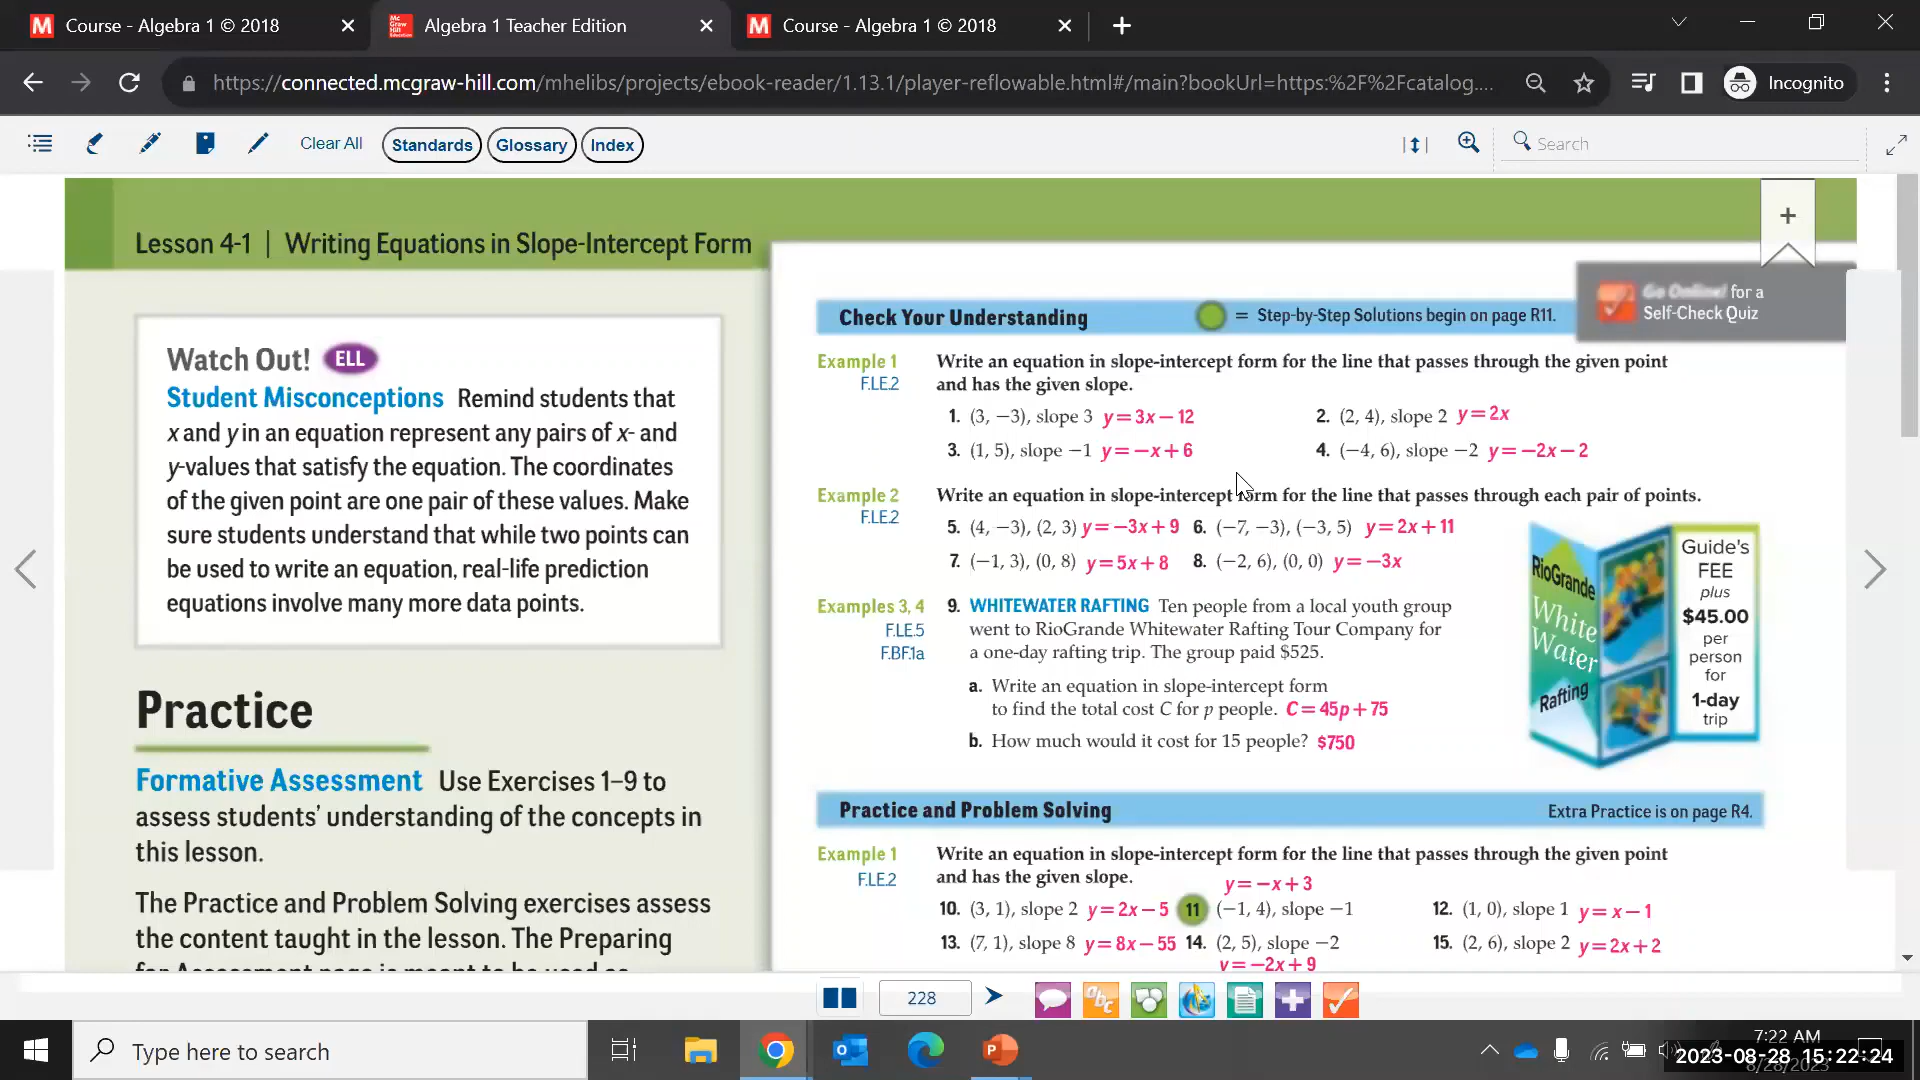 Course - Algebra 1 © 2018
Algebra 1 Teacher Edition
Course - Algebra 1 © 2018
https://connected.mcgraw-hill.com/mhelibs/projects/ebook-reader/1.13.1/player-reflowable.html#/main?bookUrl=https:%2F%2Fcatalog....
Incognito
Clear All
Standards
Glossary
Index
Search
Lesson 4-1 | Writing Equations in Slope-Intercept Form
Watch Out! ELL
Student Misconceptions Remind students that
x and y in an equation represent any pairs of x- and
y-values that satisfy the equation. The coordinates
of the given point are one pair of these values. Make
sure students understand that while two points can
be used to write an equation, real-life prediction
equations involve many more data points.
Practice
Formative Assessment Use Exercises 1–9 to
assess students' understanding of the concepts in
this lesson.
The Practice and Problem Solving exercises assess
the content taught in the lesson. The Preparing
for Assessment page is meant to be used as
Go Online! for a
Self-Check Quiz
Check Your Understanding = Step-by-Step Solutions begin on page R11.
Example 1 Write an equation in slope-intercept form for the line that passes through the given point
F.LE.2 and has the given slope.
1. (3, −3), slope 3 y = 3x − 12 2. (2, 4), slope 2 y = 2x
3. (1, 5), slope −1 y = −x + 6 4. (−4, 6), slope −2 y = −2x − 2
Example 2 Write an equation in slope-intercept form for the line that passes through each pair of points.
F.LE.2
5. (4, −3), (2, 3) y = −3x + 9 6. (−7, −3), (−3, 5) y = 2x + 11
7. (−1, 3), (0, 8) y = 5x + 8 8. (−2, 6), (0, 0) y = −3x
Examples 3, 4 9. WHITEWATER RAFTING Ten people from a local youth group
F.LE.5 went to RioGrande Whitewater Rafting Tour Company for
F.BF.1a a one-day rafting trip. The group paid $525.
a. Write an equation in slope-intercept form
to find the total cost C for p people. C = 45p + 75
b. How much would it cost for 15 people? $750
RioGrande
White
Water
Rafting
Guide's
FEE
plus
$45.00
per
person
for
1-day
trip
Practice and Problem Solving Extra Practice is on page R4.
Example 1 Write an equation in slope-intercept form for the line that passes through the given point
F.LE.2 and has the given slope.
y = −x + 3
10. (3, 1), slope 2 y = 2x − 5 11 (−1, 4), slope −1 12. (1, 0), slope 1 y = x − 1
13. (7, 1), slope 8 y = 8x − 55 14. (2, 5), slope −2 15. (2, 6), slope 2 y = 2x + 2
y = −2x + 9
228
abc
Type here to search
7:22 AM
2023-08-28 15:22:24
8/28/2023